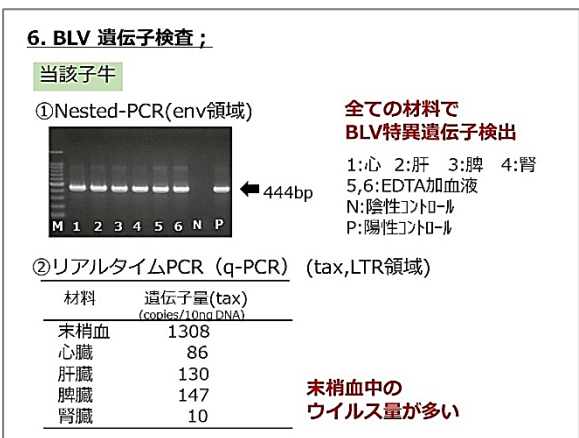 6. BLV 遺伝子検査；
当該子牛
①Nested-PCR(env領域)
M 1 2 3 4 5 6 N P
444bp
全ての材料で
BLV特異遺伝子検出
1:心 2:肝 3:脾 4:腎
5,6:EDTA加血液
N:陰性ｺﾝﾄﾛｰﾙ
P:陽性ｺﾝﾄﾛｰﾙ
②リアルタイムPCR（q-PCR） (tax,LTR領域)
材料 遺伝子量(tax)
(copies/10ng DNA)
末梢血 1308
心臓 86
肝臓 130
脾臓 147
腎臓 10
末梢血中の
ウイルス量が多い